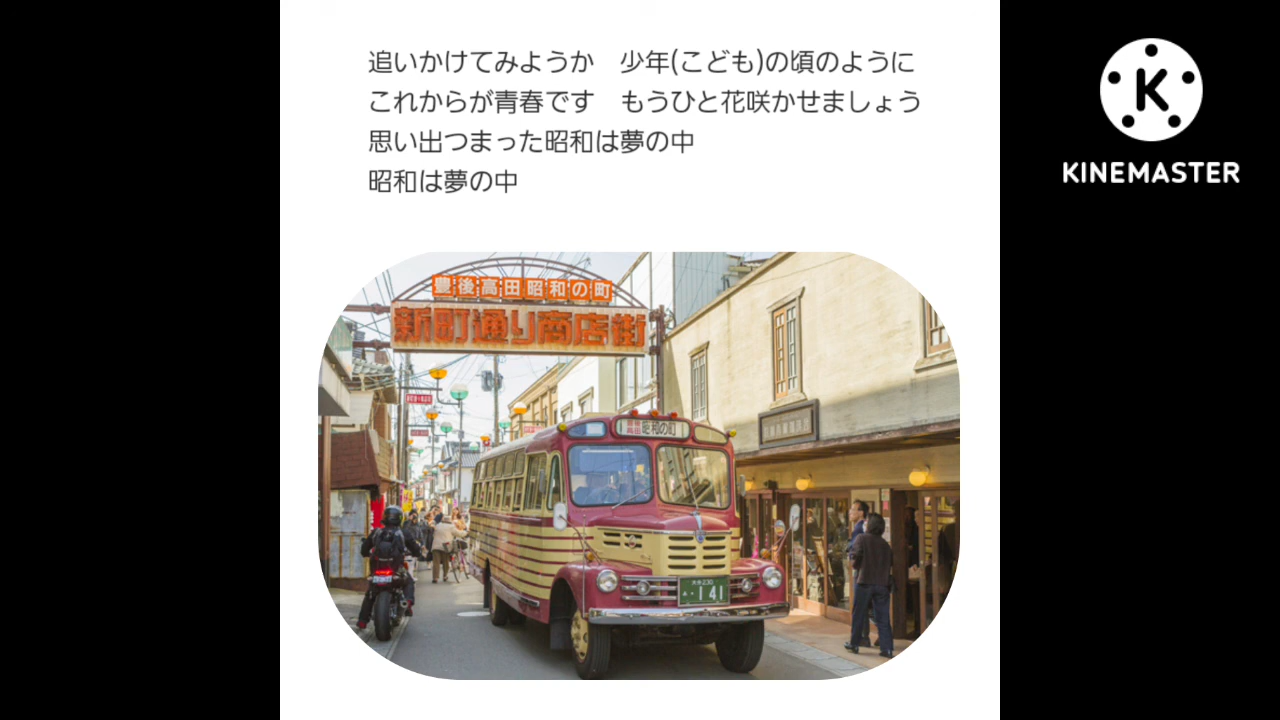 追いかけてみようか　少年(こども)の頃のように
これからが青春です　もうひと花咲かせましょう
思い出つまった昭和は夢の中
昭和は夢の中
K
KINEMASTER
豊後高田昭和の町
新町通り商店街
昭和の町
141